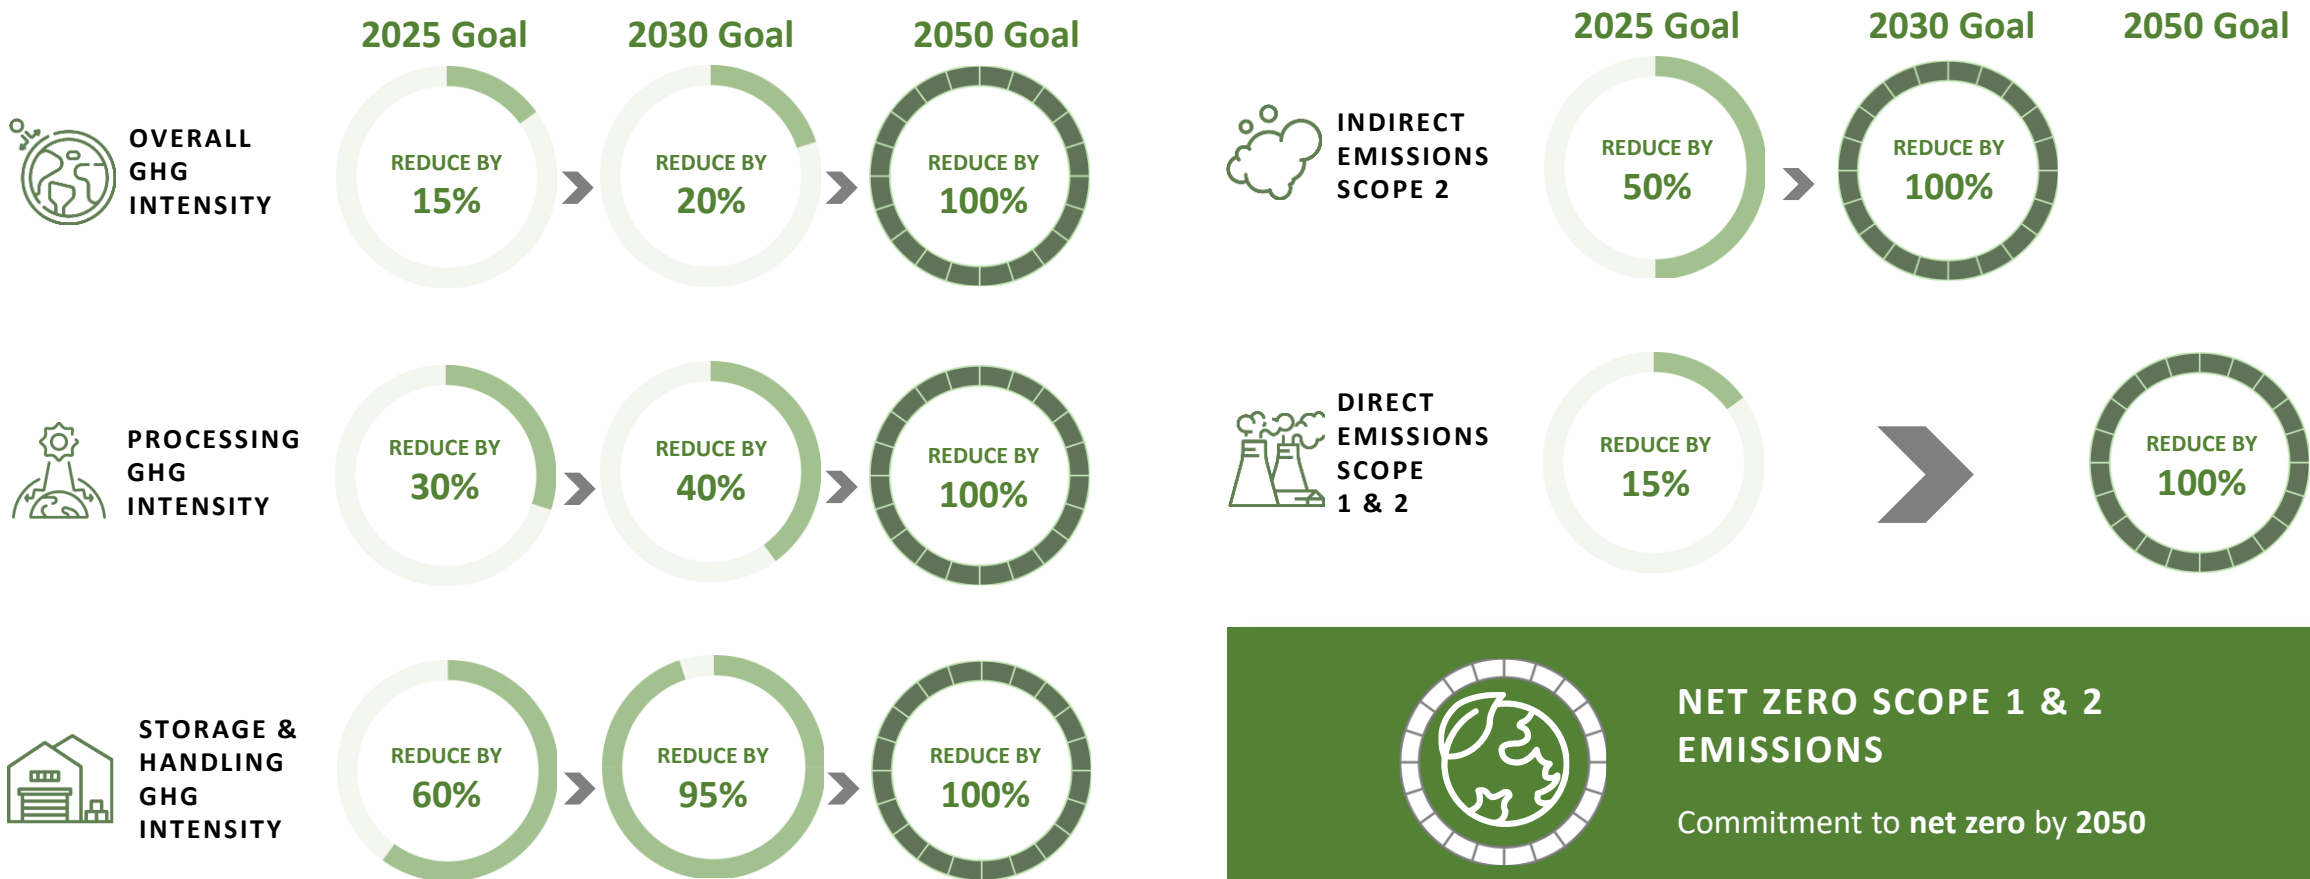 2025 Goal
2030 Goal
2050 Goal
OVERALL
GHG
INTENSITY
REDUCE BY
15%
REDUCE BY
20%
REDUCE BY
100%
PROCESSING
GHG
INTENSITY
REDUCE BY
30%
REDUCE BY
40%
REDUCE BY
100%
STORAGE &
HANDLING
GHG
INTENSITY
REDUCE BY
60%
REDUCE BY
95%
REDUCE BY
100%
2025 Goal
2030 Goal
2050 Goal
INDIRECT
EMISSIONS
SCOPE 2
REDUCE BY
50%
REDUCE BY
100%
DIRECT
EMISSIONS
SCOPE
1 & 2
REDUCE BY
15%
REDUCE BY
100%
NET ZERO SCOPE 1 & 2
EMISSIONS
Commitment to net zero by 2050